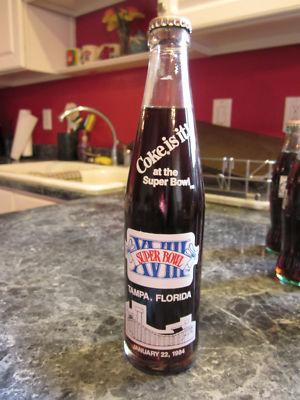 Coke is it!
at the
Super Bowl
XVIII
SUPER BOWL
TAMPA, FLORIDA
JANUARY 22, 1984